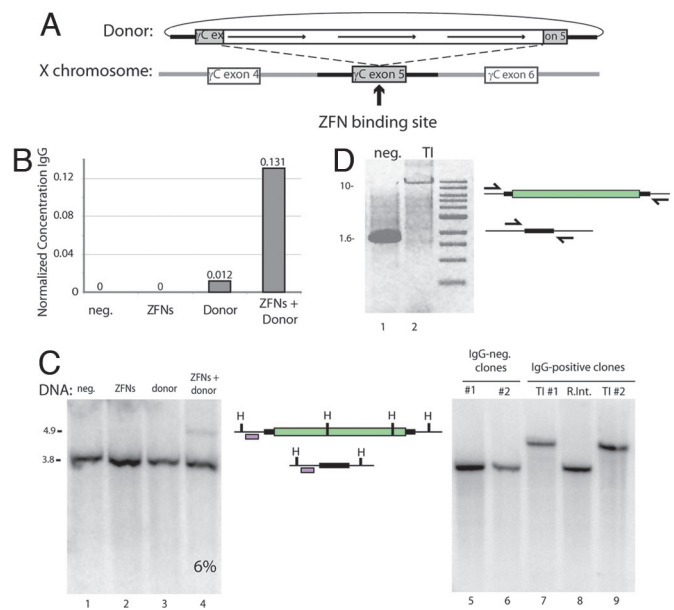 A
Donor:
γC ex
on 5
X chromosome:
γC exon 4
γC exon 5
γC exon 6
ZFN binding site
B
Normalized Concentration IgG
0.12
0.08
0.04
0
0
0
0.012
0.131
neg.
ZFNs
Donor
ZFNs +
Donor
D
neg. TI
10-
1.6-
1 2
C
DNA: neg. ZFNs donor ZFNs +
donor
4.9-
3.8-
6%
1 2 3 4
H H H H
H H
IgG-neg.
clones
IgG-positive clones
#1 #2 TI #1 R.Int. TI #2
5 6 7 8 9